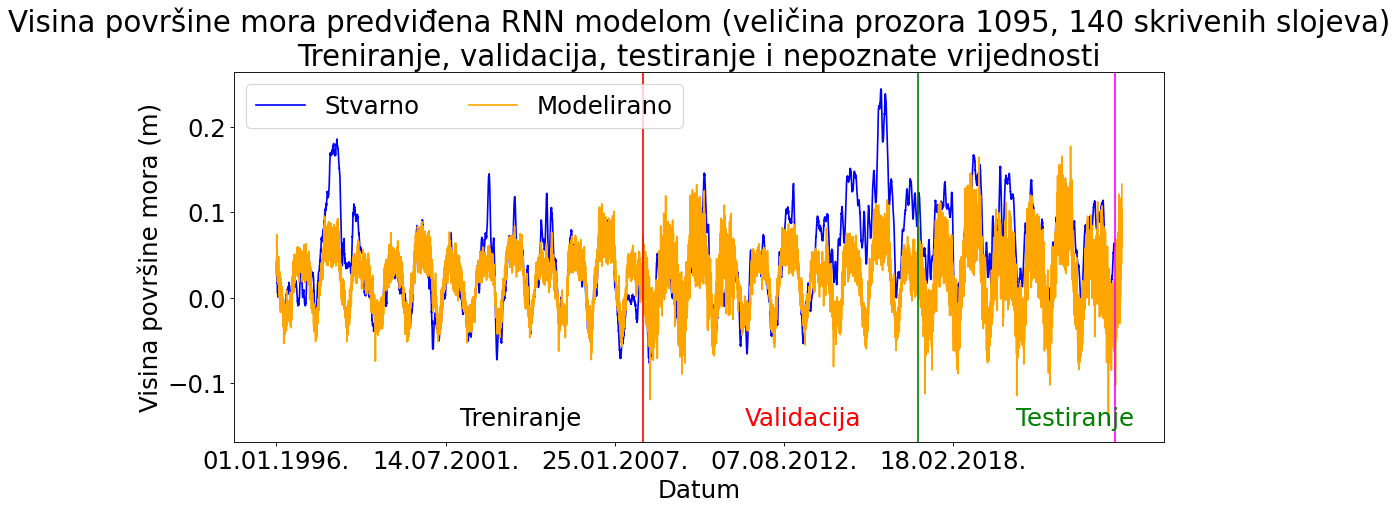 Visina površine mora predviđena RNN modelom (veličina prozora 1095, 140 skrivenih slojeva)
Treniranje, validacija, testiranje i nepoznate vrijednosti
Stvarno Modelirano
Visina površine mora (m)
0.2
0.1
0.0
−0.1
Treniranje Validacija Testiranje
01.01.1996. 14.07.2001. 25.01.2007. 07.08.2012. 18.02.2018.
Datum